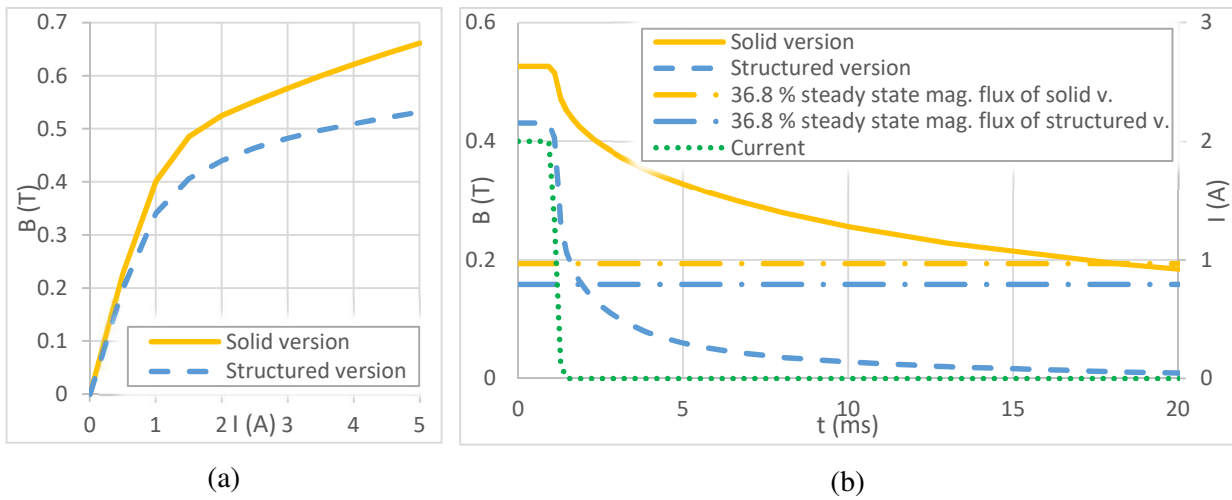 B (T)
0.7
0.6
0.5
0.4
0.3
0.2
0.1
0
Solid version
Structured version
0 1 2 I (A) 3 4 5
(a)
B (T)
0.6
0.4
0.2
0
Solid version
Structured version
36.8 % steady state mag. flux of solid v.
36.8 % steady state mag. flux of structured v.
Current
3
2
1
0
I (A)
0 5 10 15 20
t (ms)
(b)